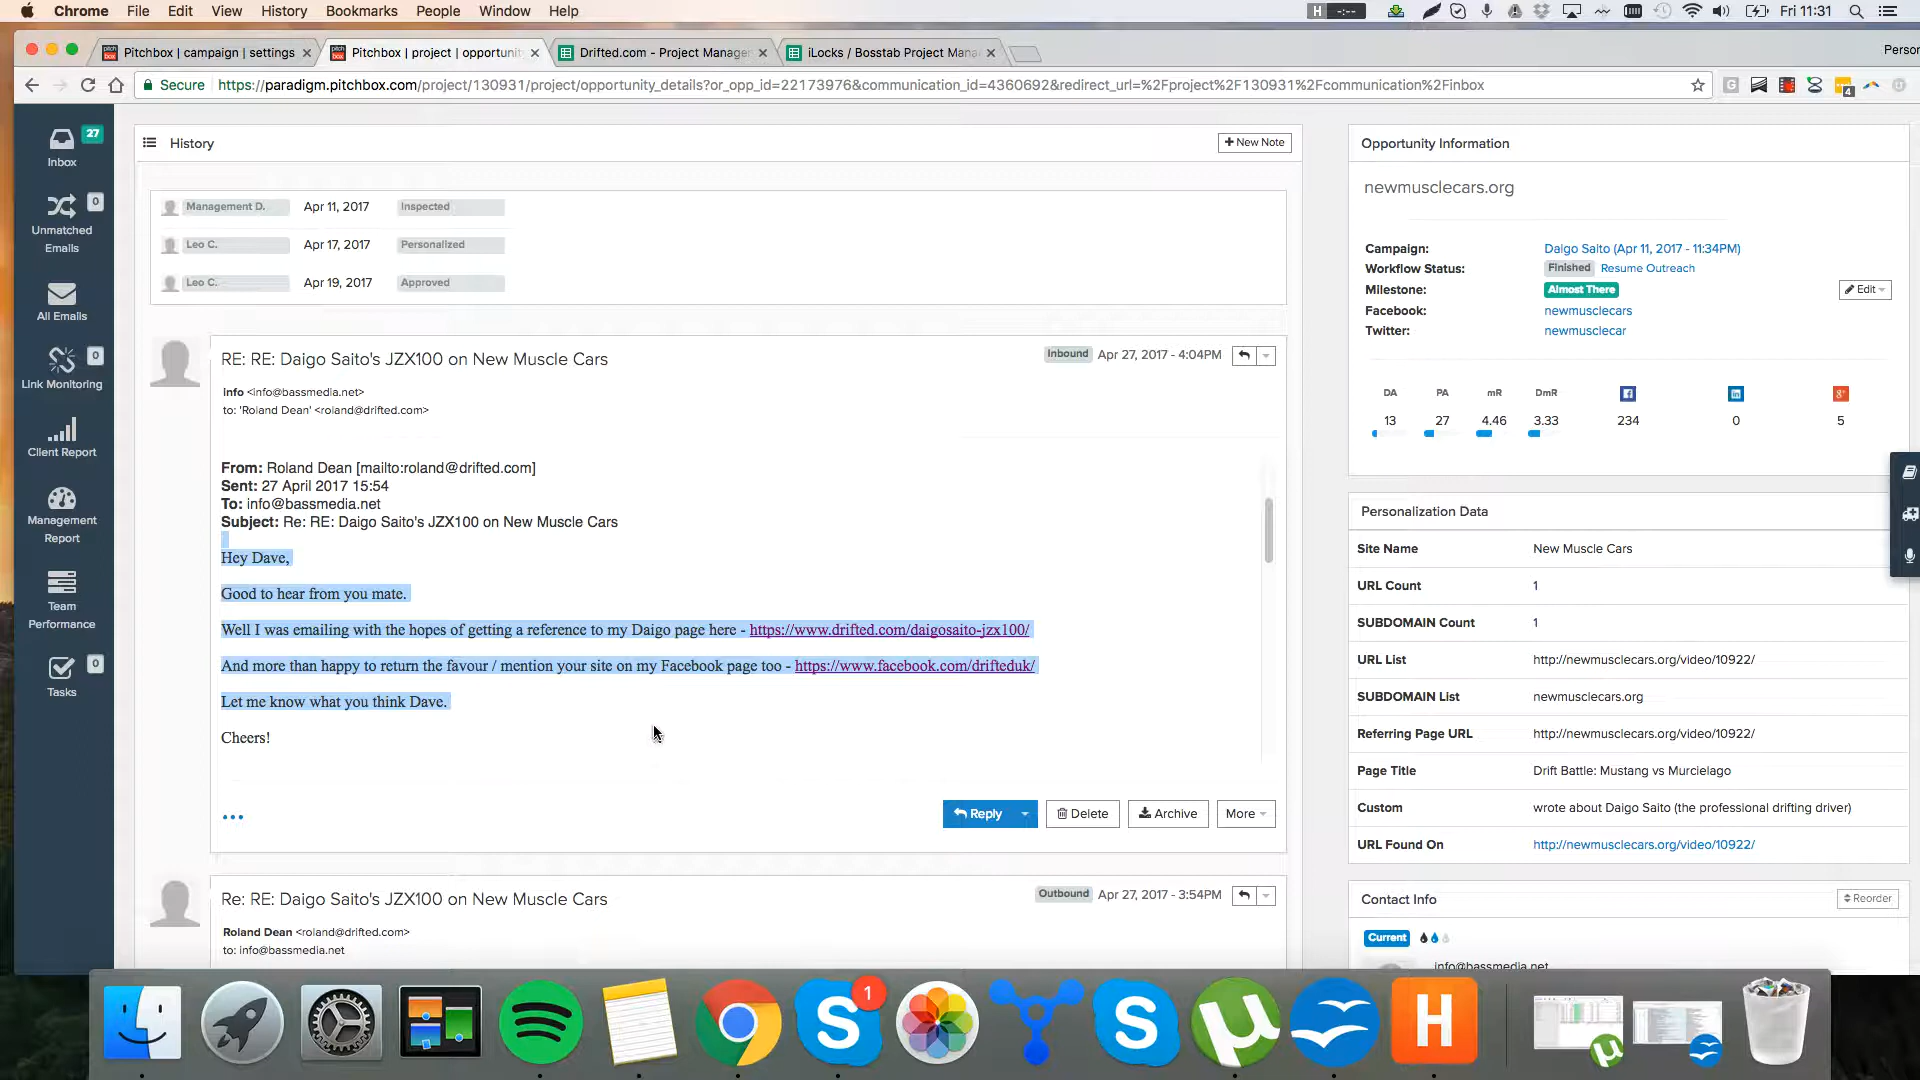 Chrome File Edit View History Bookmarks People Window Help
H --:-- Fri 11:31
Pitchbox | campaign | settings
Pitchbox | project | opportunity
Drifted.com - Project Manage
iLocks / Bosstab Project Mana
Person
Secure https://paradigm.pitchbox.com/project/130931/project/opportunity_details?or_opp_id=22173976&communication_id=4360692&redirect_url=%2Fproject%2F130931%2Fcommunication%2Finbox
4
Inbox 27
Unmatched Emails 0
All Emails
Link Monitoring 0
Client Report
Management Report
Team Performance
Tasks 0
History
+ New Note
Management D. Apr 11, 2017 Inspected
Leo C. Apr 17, 2017 Personalized
Leo C. Apr 19, 2017 Approved
RE: RE: Daigo Saito's JZX100 on New Muscle Cars
Inbound Apr 27, 2017 - 4:04PM
info <info@bassmedia.net>
to: 'Roland Dean' <roland@drifted.com>
From: Roland Dean [mailto:roland@drifted.com]
Sent: 27 April 2017 15:54
To: info@bassmedia.net
Subject: Re: RE: Daigo Saito's JZX100 on New Muscle Cars
Hey Dave,
Good to hear from you mate.
Well I was emailing with the hopes of getting a reference to my Daigo page here - https://www.drifted.com/daigosaito-jzx100/
And more than happy to return the favour / mention your site on my Facebook page too - https://www.facebook.com/drifteduk/
Let me know what you think Dave.
Cheers!
Reply Delete Archive More
Re: RE: Daigo Saito's JZX100 on New Muscle Cars
Outbound Apr 27, 2017 - 3:54PM
Roland Dean <roland@drifted.com>
to: info@bassmedia.net
Opportunity Information
newmusclecars.org
Campaign: Daigo Saito (Apr 11, 2017 - 11:34PM)
Workflow Status: Finished Resume Outreach
Milestone: Almost There
Edit
Facebook: newmusclecars
Twitter: newmusclecar
DA PA mR DmR
13 27 4.46 3.33 234 0 5
Personalization Data
Site Name New Muscle Cars
URL Count 1
SUBDOMAIN Count 1
URL List http://newmusclecars.org/video/10922/
SUBDOMAIN List newmusclecars.org
Referring Page URL http://newmusclecars.org/video/10922/
Page Title Drift Battle: Mustang vs Murcielago
Custom wrote about Daigo Saito (the professional drifting driver)
URL Found On http://newmusclecars.org/video/10922/
Contact Info
Reorder
Current
info@bassmedia.net
1